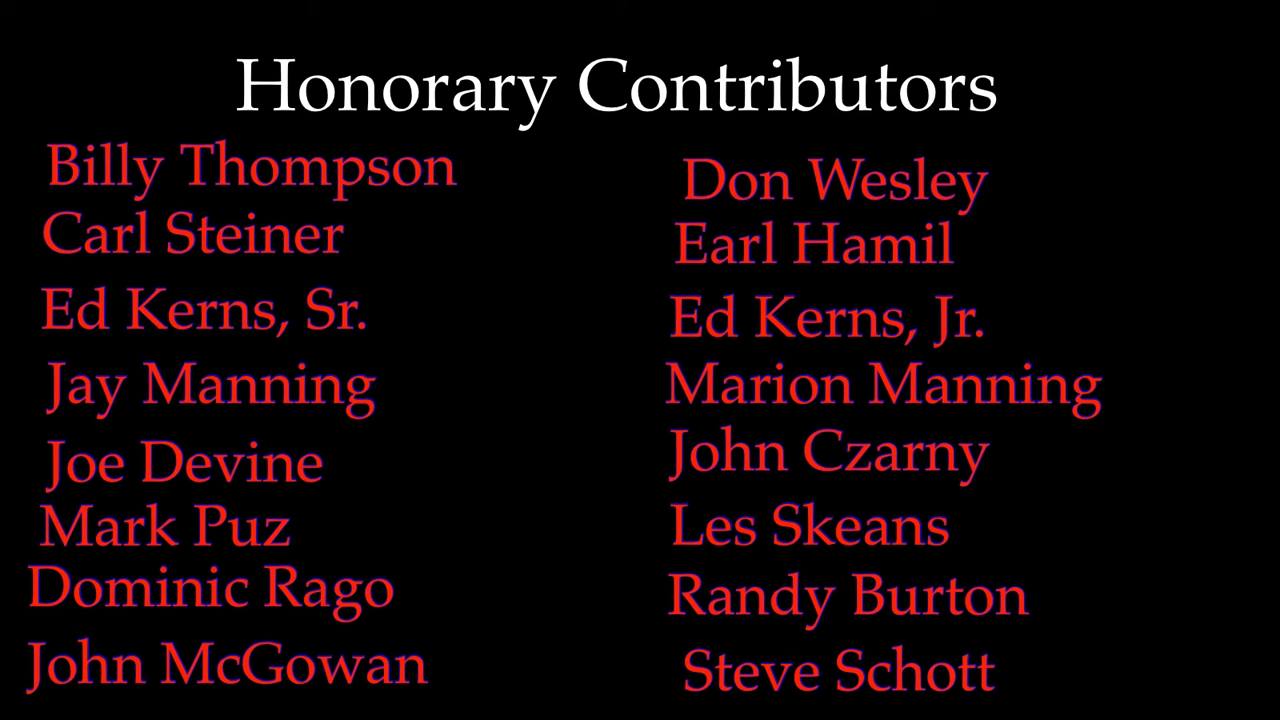 Honorary Contributors
Billy Thompson
Carl Steiner
Ed Kerns, Sr.
Jay Manning
Joe Devine
Mark Puz
Dominic Rago
John McGowan
Don Wesley
Earl Hamil
Ed Kerns, Jr.
Marion Manning
John Czarny
Les Skeans
Randy Burton
Steve Schott